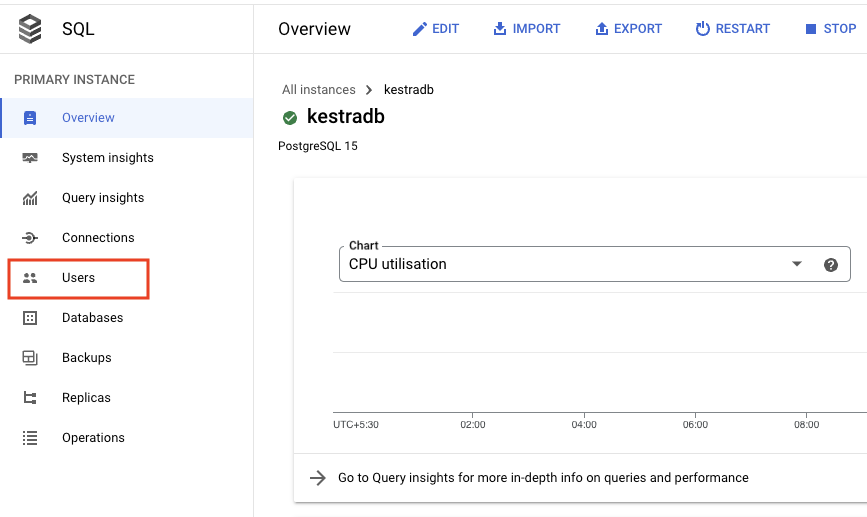 SQL
Overview
EDIT
IMPORT
EXPORT
RESTART
STOP
PRIMARY INSTANCE
Overview
System insights
Query insights
Connections
Users
Databases
Backups
Replicas
Operations
All instances > kestradb
kestradb
PostgreSQL 15
Chart
CPU utilisation
UTC+5:30 02:00 04:00 06:00 08:00
Go to Query insights for more in-depth info on queries and performance